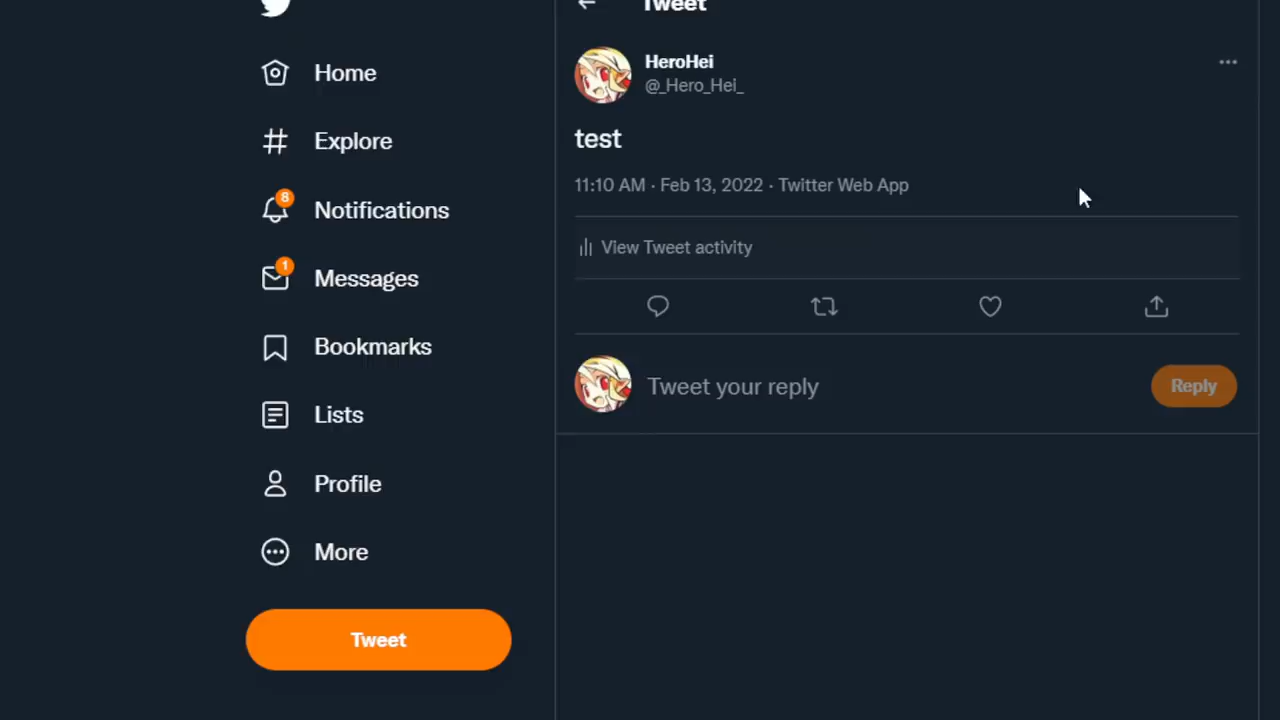 Tweet
Home
Explore
8
Notifications
1
Messages
Bookmarks
Lists
Profile
More
Tweet
HeroHei
@_Hero_Hei_
test
11:10 AM · Feb 13, 2022 · Twitter Web App
View Tweet activity
Tweet your reply
Reply